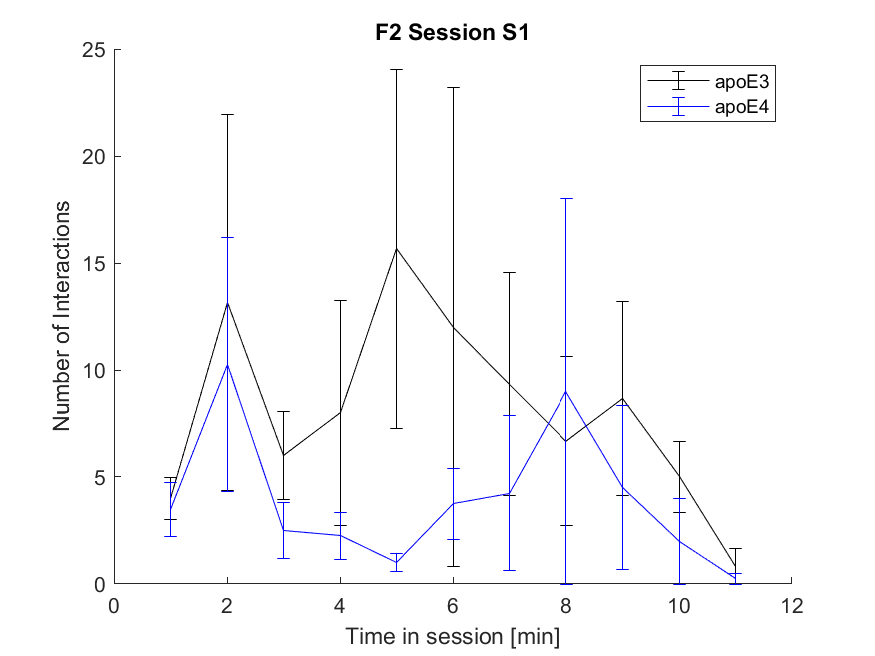 F2 Session S1
apoE3
apoE4
Number of Interactions
25
20
15
10
5
0
0 2 4 6 8 10 12
Time in session [min]